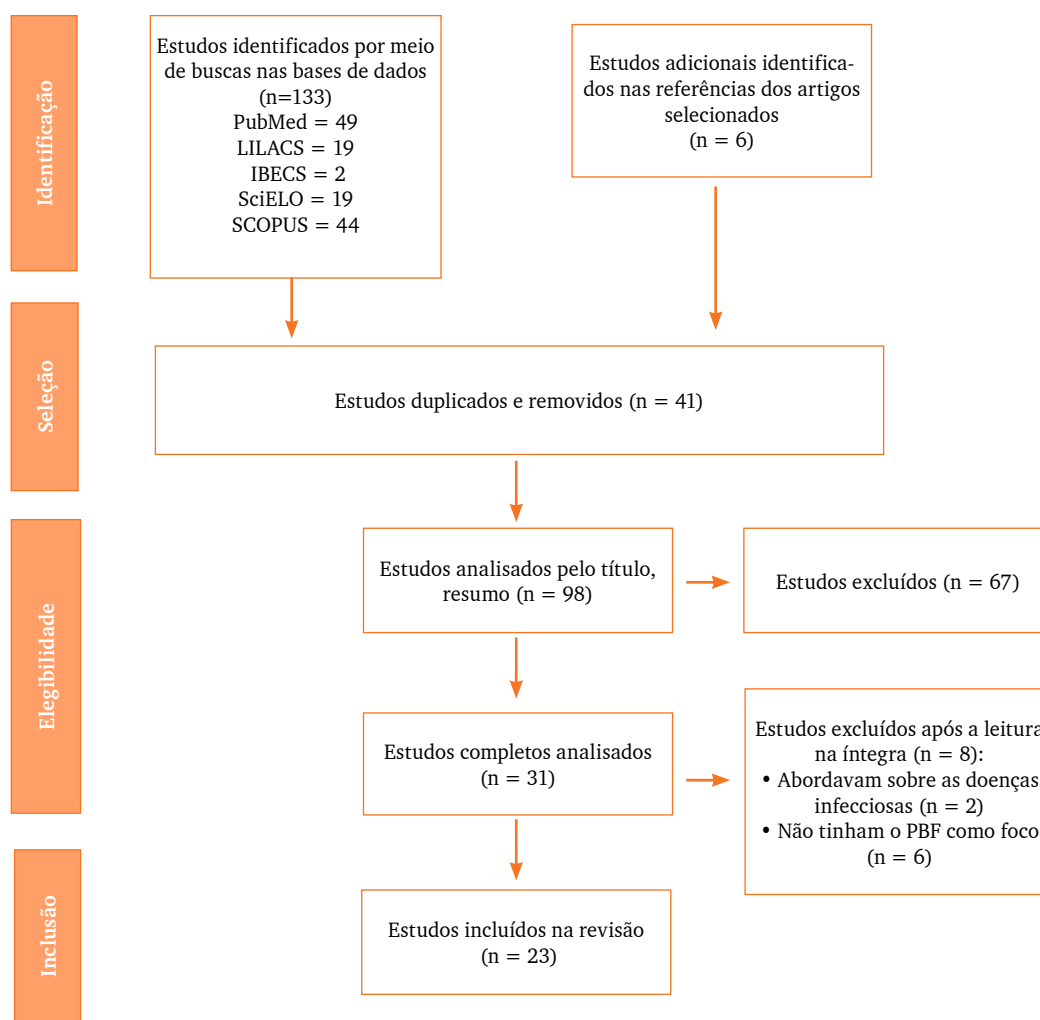 Identificação
Estudos identificados por meio
de buscas nas bases de dados
(n=133)
PubMed = 49
LILACS = 19
IBECS = 2
SciELO = 19
SCOPUS = 44
Estudos adicionais identifica-
dos nas referências dos artigos
selecionados
(n = 6)
Seleção
Estudos duplicados e removidos (n = 41)
Elegibilidade
Estudos analisados pelo título,
resumo (n = 98)
Estudos excluídos (n = 67)
Estudos completos analisados
(n = 31)
Estudos excluídos após a leitura
na íntegra (n = 8):
• Abordavam sobre as doenças
infecciosas (n = 2)
• Não tinham o PBF como foco
(n = 6)
Inclusão
Estudos incluídos na revisão
(n = 23)